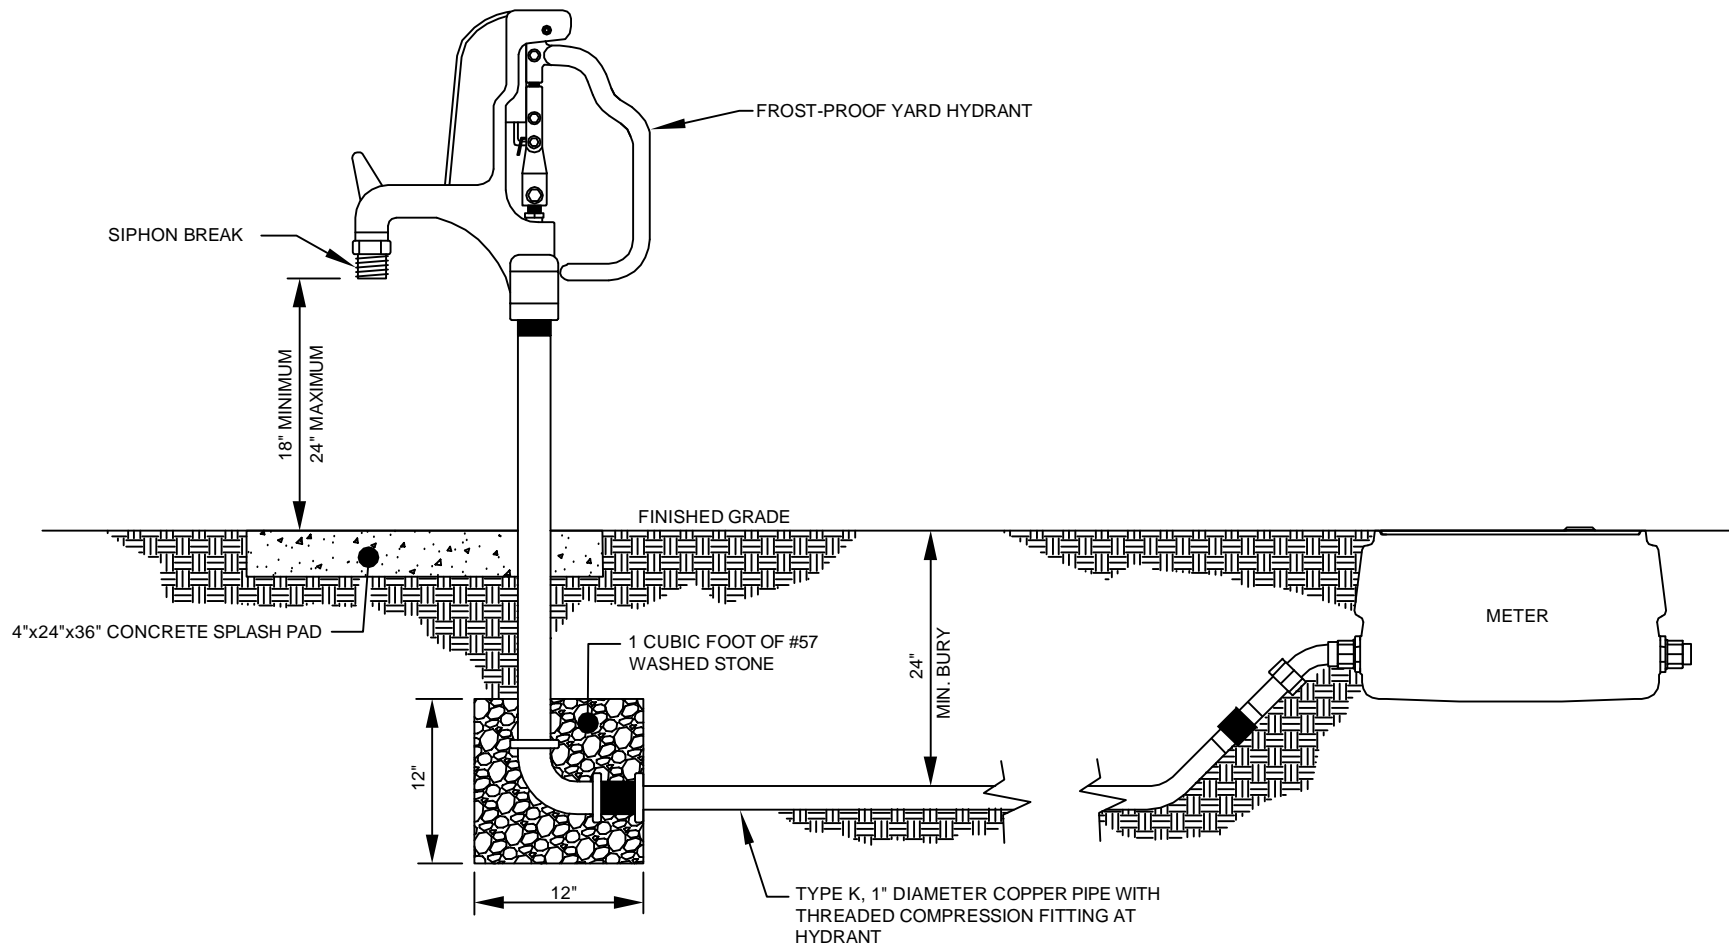 FROST-PROOF YARD HYDRANT
SIPHON BREAK
18" MINIMUM
24" MAXIMUM
FINISHED GRADE
4"x24"x36" CONCRETE SPLASH PAD
1 CUBIC FOOT OF #57
WASHED STONE
24"
MIN. BURY
METER
12"
12"
TYPE K, 1" DIAMETER COPPER PIPE WITH
THREADED COMPRESSION FITTING AT
HYDRANT